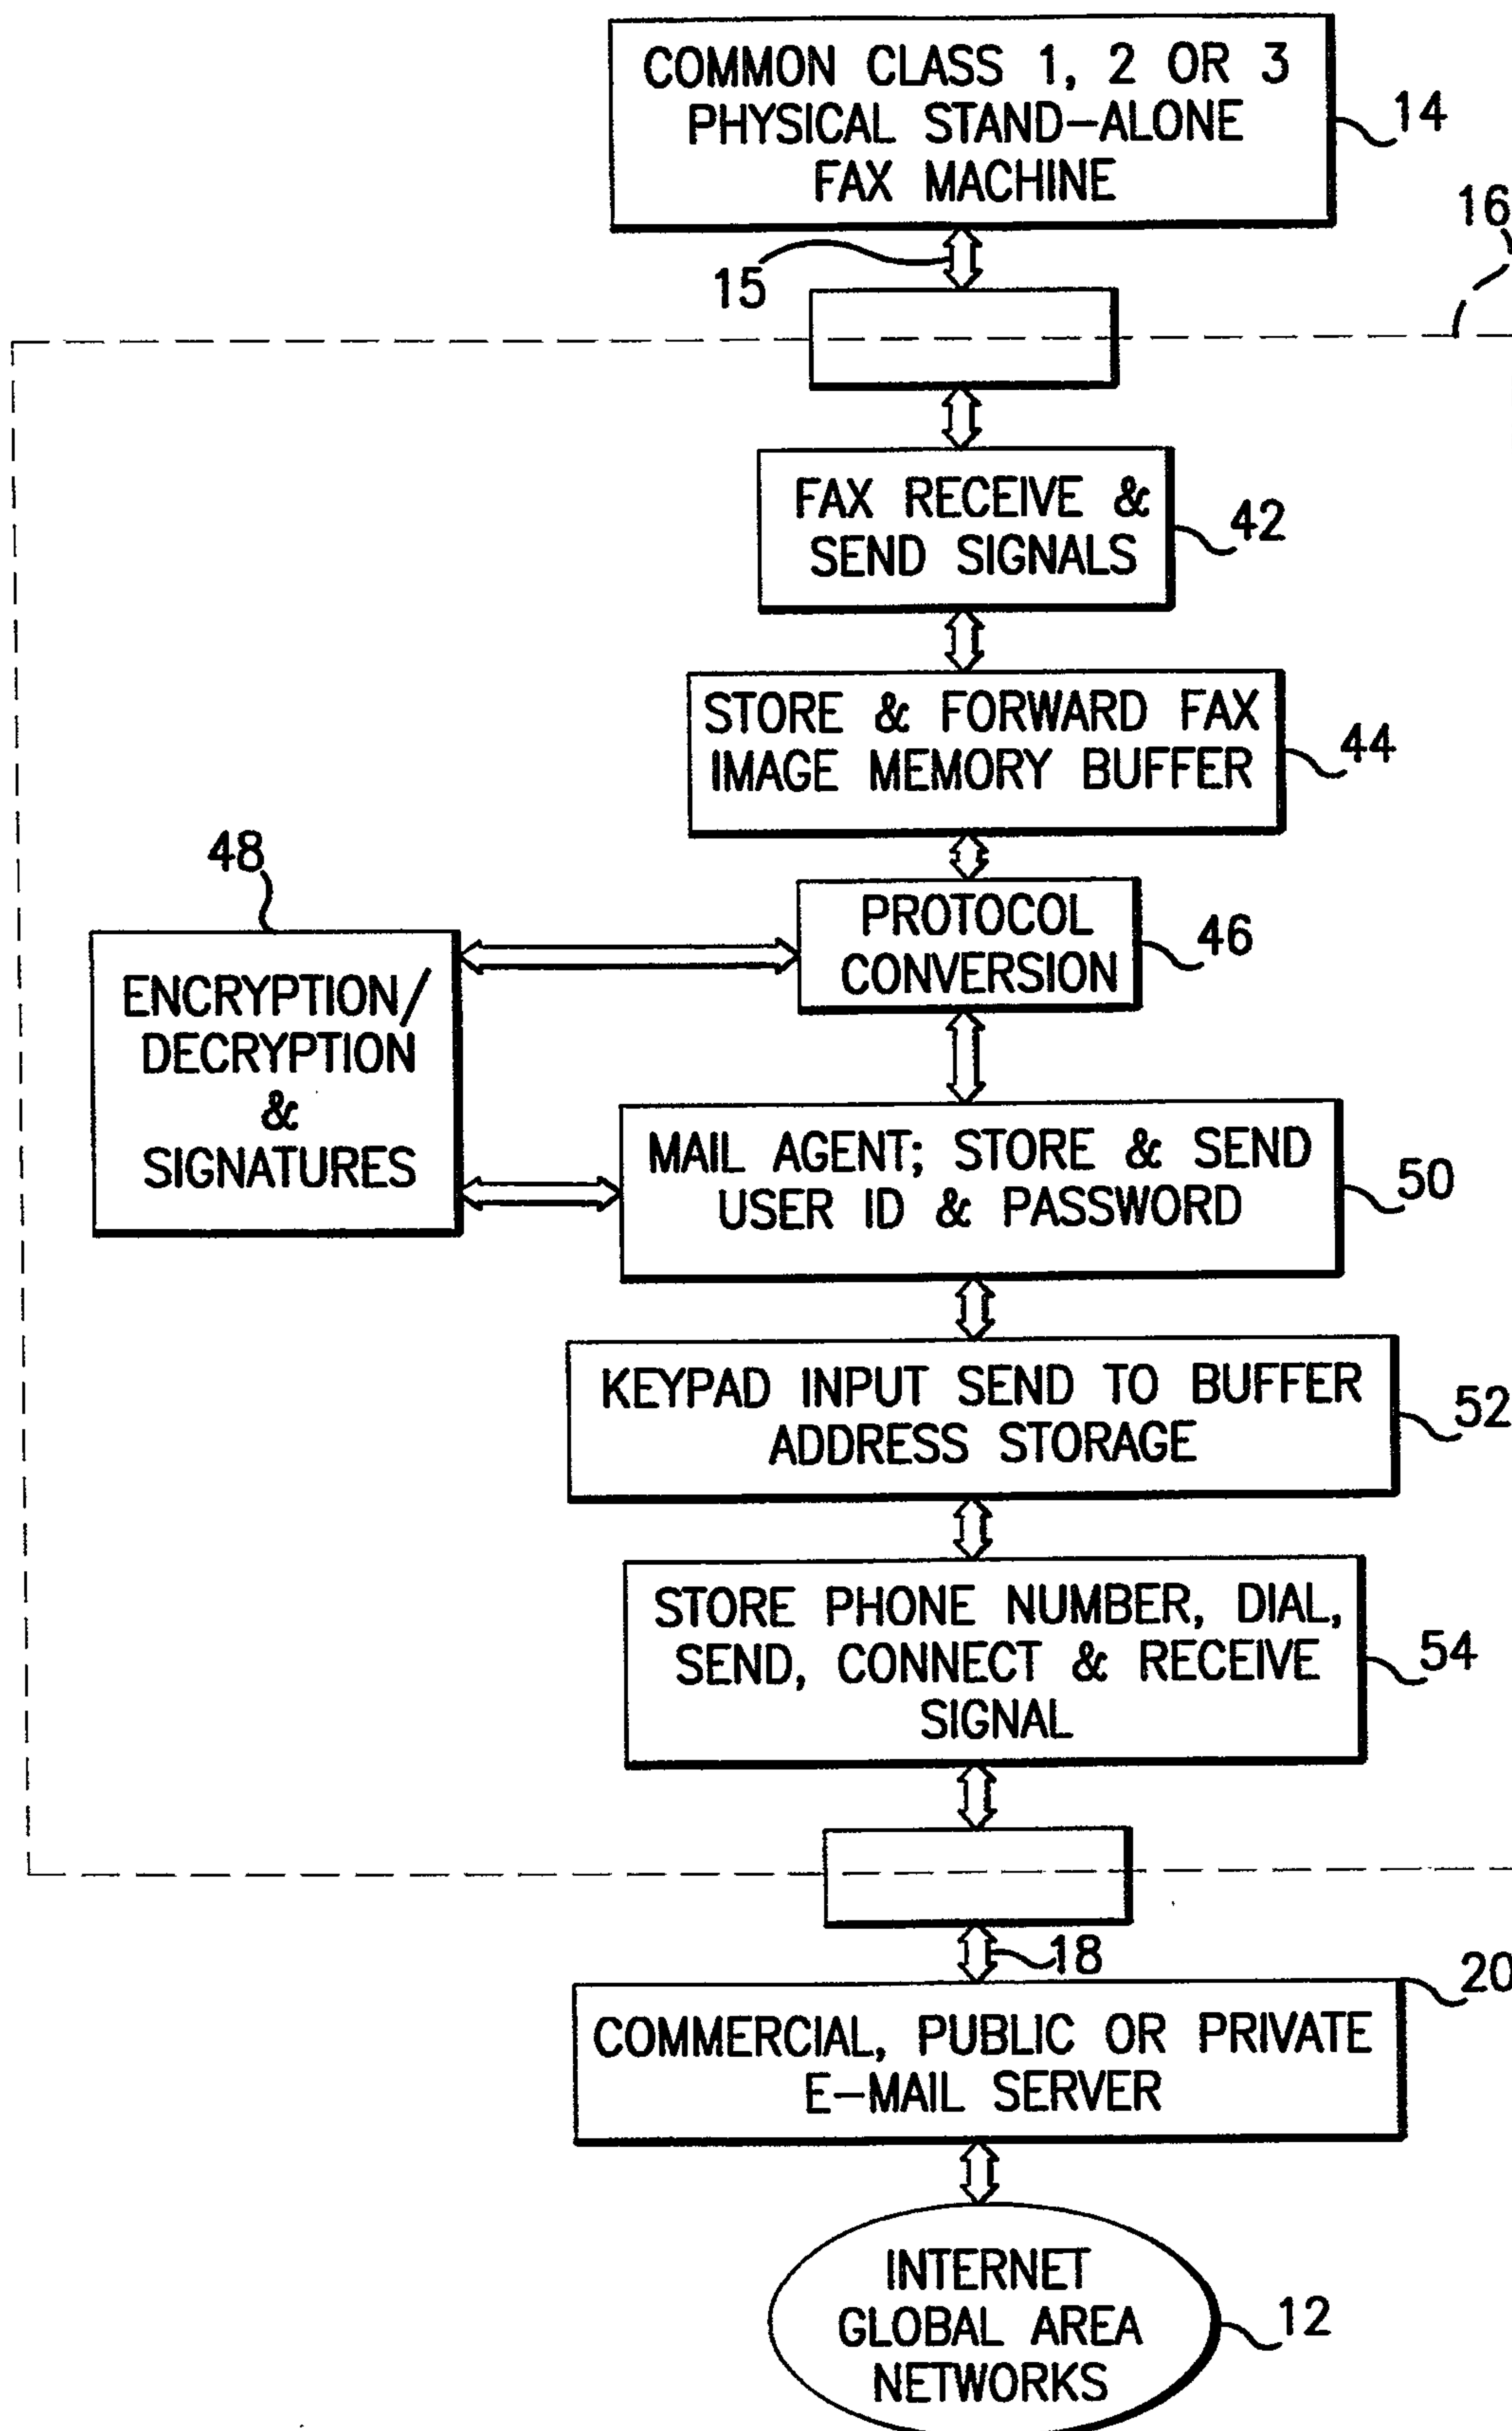 COMMON CLASS 1, 2 OR 3
PHYSICAL STAND-ALONE
FAX MACHINE
14
16
15
FAX RECEIVE &
SEND SIGNALS
42
STORE & FORWARD FAX
IMAGE MEMORY BUFFER
44
48
PROTOCOL
CONVERSION
46
ENCRYPTION/
DECRYPTION
&
SIGNATURES
MAIL AGENT; STORE & SEND
USER ID & PASSWORD
50
KEYPAD INPUT SEND TO BUFFER
ADDRESS STORAGE
52
STORE PHONE NUMBER, DIAL,
SEND, CONNECT & RECEIVE
SIGNAL
54
18
20
COMMERCIAL, PUBLIC OR PRIVATE
E-MAIL SERVER
INTERNET
GLOBAL AREA
NETWORKS
12